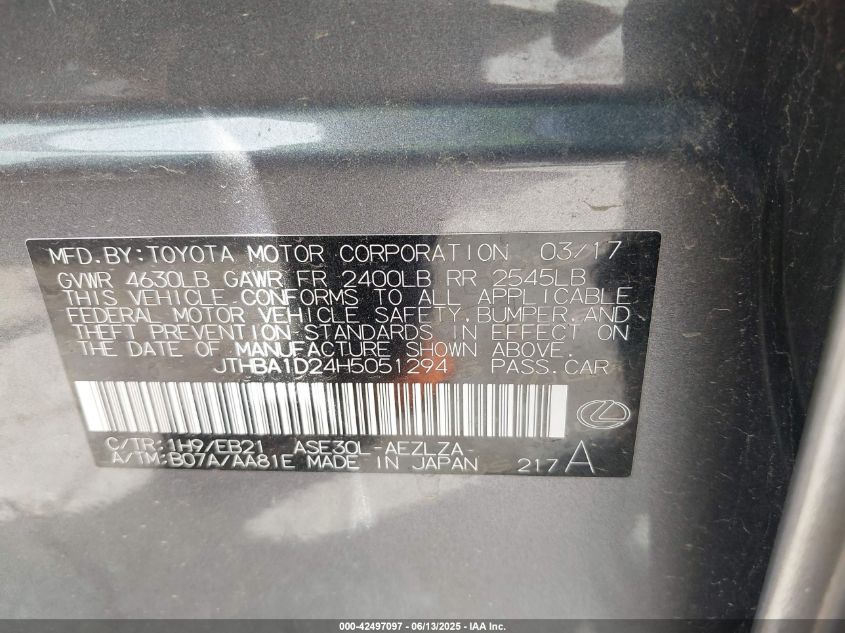 MFD.BY:TOYOTA MOTOR CORPORATION 03/17
GVWR 4630LB GAWR FR 2400LB RR 2545LB
THIS VEHICLE CONFORMS TO ALL APPLICABLE
FEDERAL MOTOR VEHICLE SAFETY,BUMPER,AND
THEFT PREVENTION STANDARDS IN EFFECT ON
THE DATE OF MANUFACTURE SHOWN ABOVE.
JTHBA1D24H5051294 PASS.CAR
C/TR:1H9/EB21 ASE30L-AEZLZA
A/TM:B07A/AA81E MADE IN JAPAN 217A
000-42497097 - 06/13/2025 - IAA Inc.